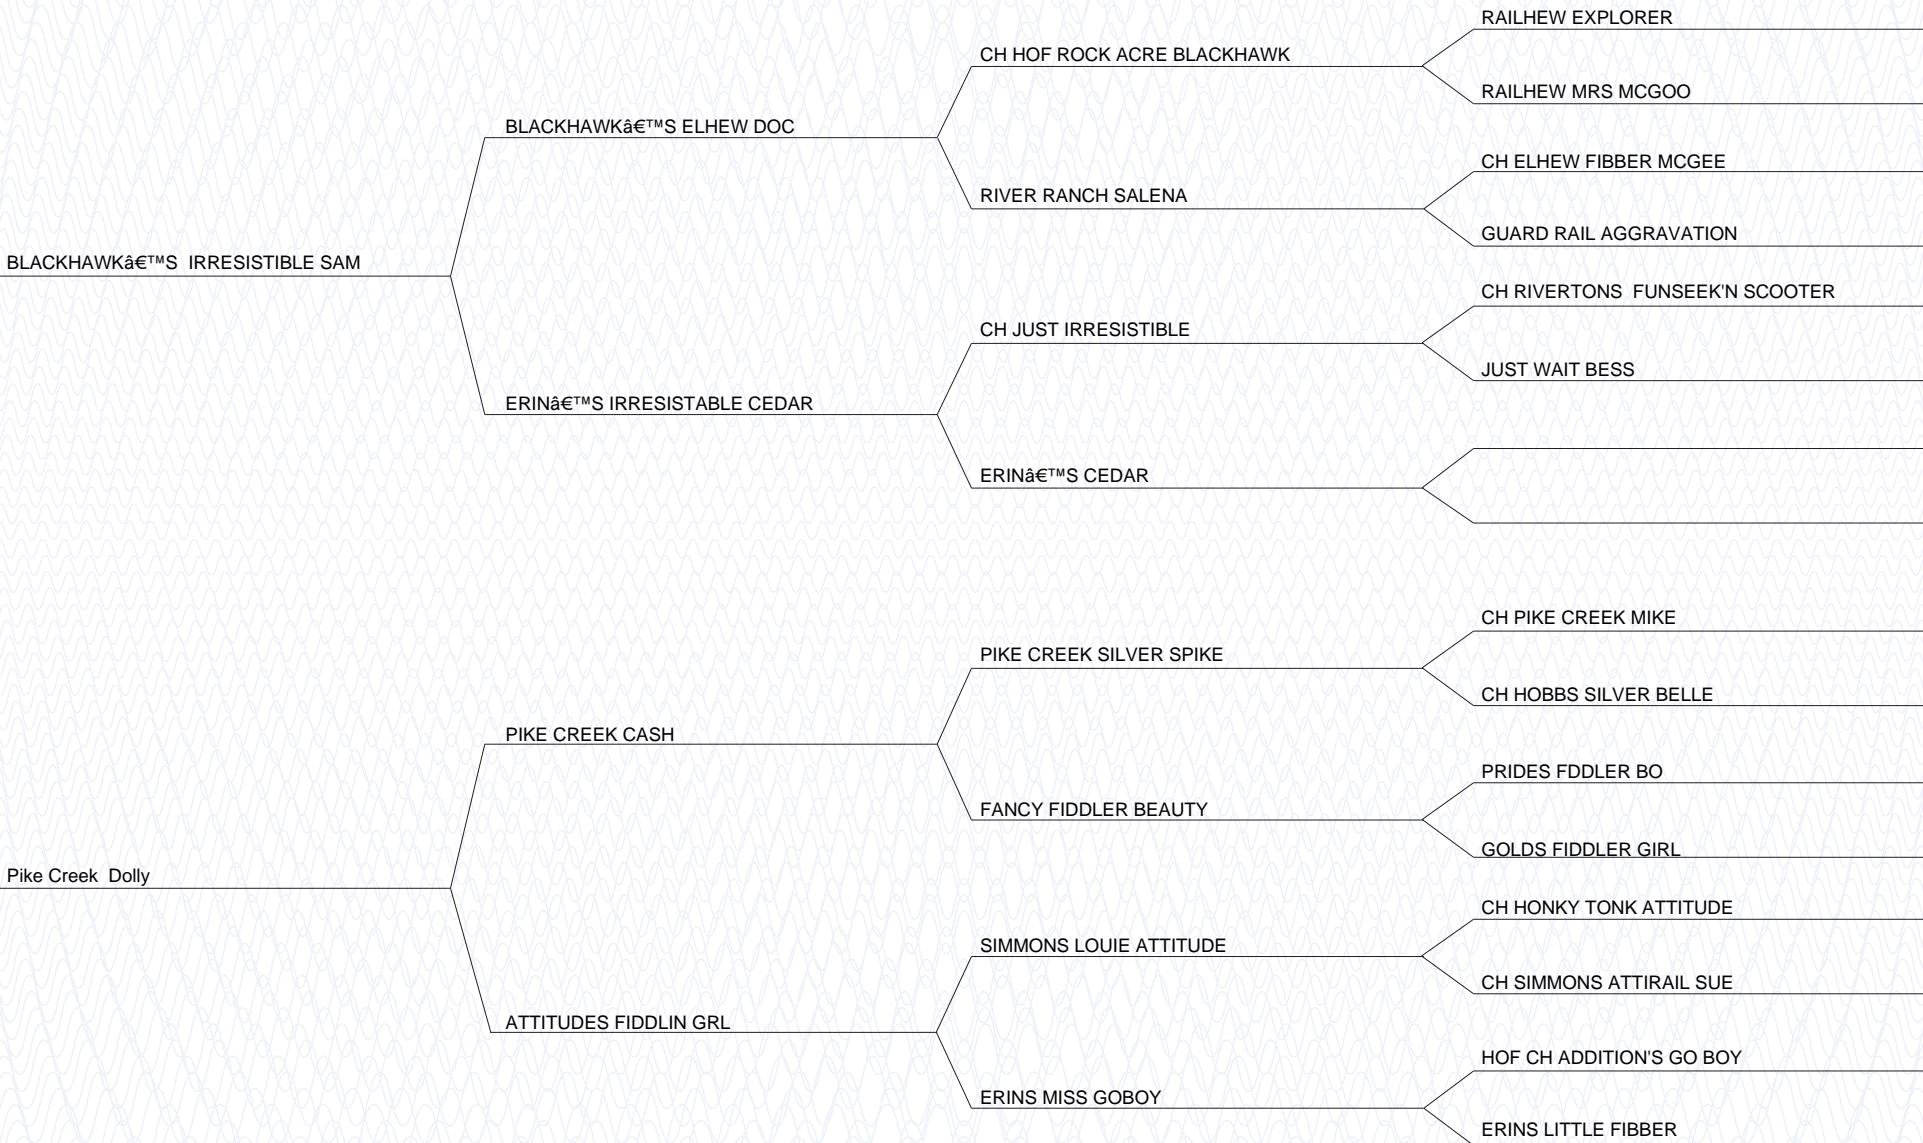 RAILHEW EXPLORER
CH HOF ROCK ACRE BLACKHAWK
RAILHEW MRS MCGOO
BLACKHAWKâ€™S ELHEW DOC
CH ELHEW FIBBER MCGEE
RIVER RANCH SALENA
GUARD RAIL AGGRAVATION
BLACKHAWKâ€™S  IRRESISTIBLE SAM
CH RIVERTONS  FUNSEEK'N SCOOTER
CH JUST IRRESISTIBLE
JUST WAIT BESS
ERINâ€™S IRRESISTABLE CEDAR
ERINâ€™S CEDAR
CH PIKE CREEK MIKE
PIKE CREEK SILVER SPIKE
CH HOBBS SILVER BELLE
PIKE CREEK CASH
PRIDES FDDLER BO
FANCY FIDDLER BEAUTY
GOLDS FIDDLER GIRL
Pike Creek  Dolly
CH HONKY TONK ATTITUDE
SIMMONS LOUIE ATTITUDE
CH SIMMONS ATTIRAIL SUE
ATTITUDES FIDDLIN GRL
HOF CH ADDITION'S GO BOY
ERINS MISS GOBOY
ERINS LITTLE FIBBER